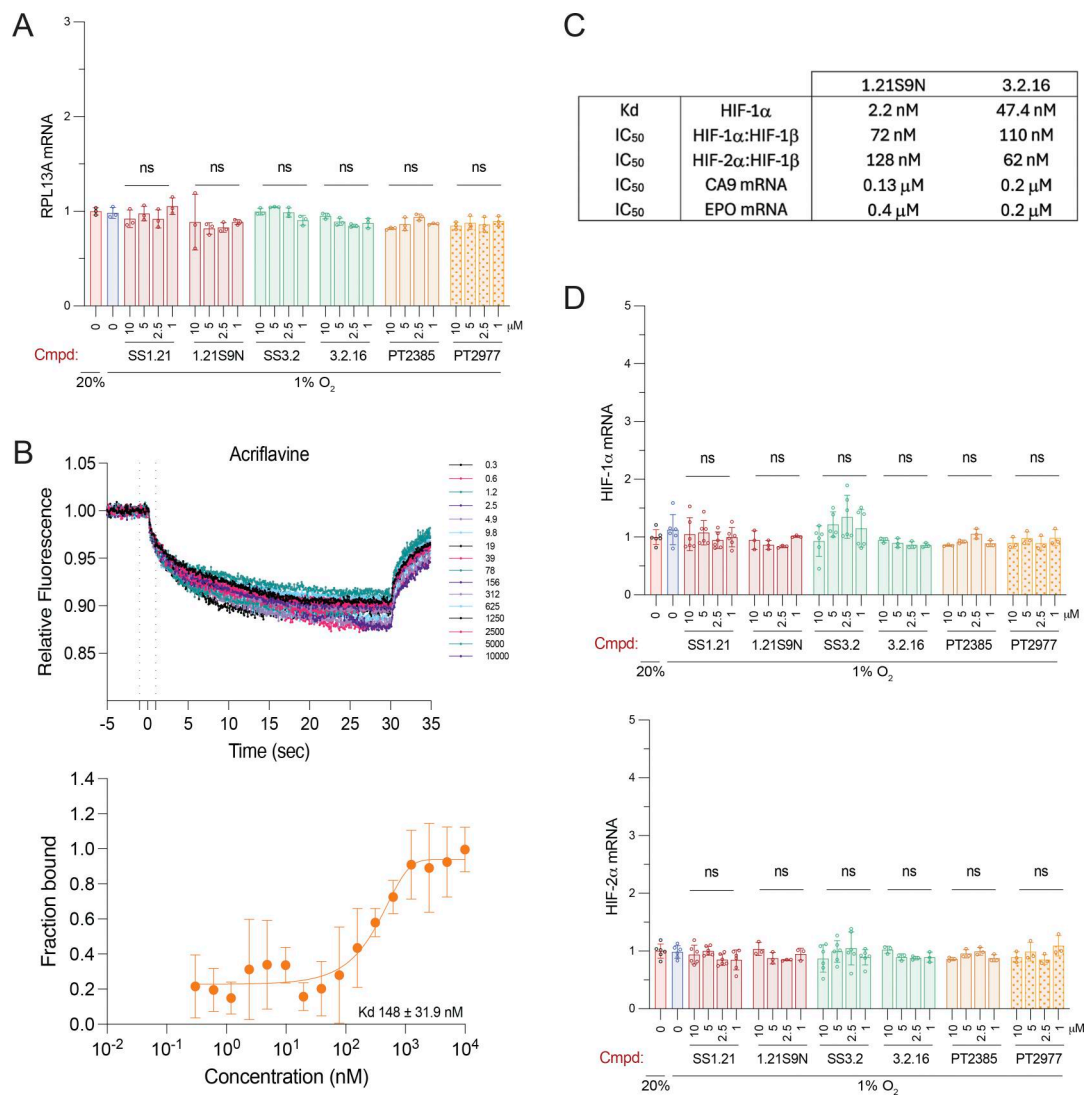 A
3
2
1
0
RPL13A mRNA
ns ns ns ns ns ns
0 0 10 5 2.5 1 10 5 2.5 1 10 5 2.5 1 10 5 2.5 1 10 5 2.5 1 10 5 2.5 1 μM
Cmpd: SS1.21 1.21S9N SS3.2 3.2.16 PT2385 PT2977
20% 1% O2
B
Acriflavine
1.05
1.00
0.95
0.90
0.85
Relative Fluorescence
-5 0 5 10 15 20 25 30 35
Time (sec)
0.3
0.6
1.2
2.5
4.9
9.8
19
39
78
156
312
625
1250
2500
5000
10000
1.4
1.2
1.0
0.8
0.6
0.4
0.2
0.0
Fraction bound
Kd 148 ± 31.9 nM
10-2 10-1 100 101 102 103 104
Concentration (nM)
C
1.21S9N 3.2.16
Kd HIF-1α 2.2 nM 47.4 nM
IC50 HIF-1α:HIF-1β 72 nM 110 nM
IC50 HIF-2α:HIF-1β 128 nM 62 nM
IC50 CA9 mRNA 0.13 μM 0.2 μM
IC50 EPO mRNA 0.4 μM 0.2 μM
D
5
4
3
2
1
0
HIF-1α mRNA
ns ns ns ns ns ns
0 0 10 5 2.5 1 10 5 2.5 1 10 5 2.5 1 10 5 2.5 1 10 5 2.5 1 10 5 2.5 1 μM
Cmpd: SS1.21 1.21S9N SS3.2 3.2.16 PT2385 PT2977
20% 1% O2
5
4
3
2
1
0
HIF-2α mRNA
ns ns ns ns ns ns
0 0 10 5 2.5 1 10 5 2.5 1 10 5 2.5 1 10 5 2.5 1 10 5 2.5 1 10 5 2.5 1 μM
Cmpd: SS1.21 1.21S9N SS3.2 3.2.16 PT2385 PT2977
20% 1% O2